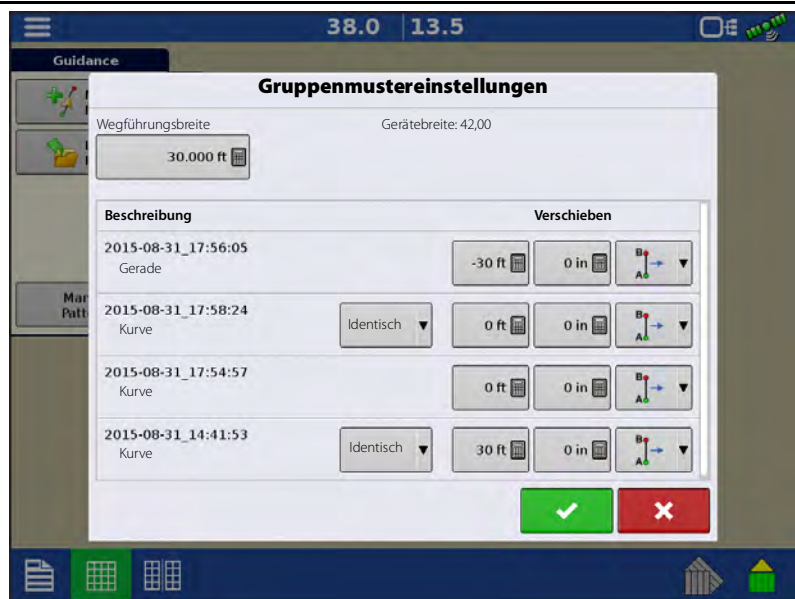 38.0 13.5
Guidance
Gruppenmustereinstellungen
Wegführungsbreite
Gerätebreite: 42,00
30.000 ft
Beschreibung Verschieben
2015-08-31_17:56:05
Gerade
-30 ft 0 in B A
2015-08-31_17:58:24
Kurve
Identisch 0 ft 0 in B A
2015-08-31_17:54:57
Kurve
0 ft 0 in B A
2015-08-31_14:41:53
Kurve
Identisch 30 ft 0 in B A